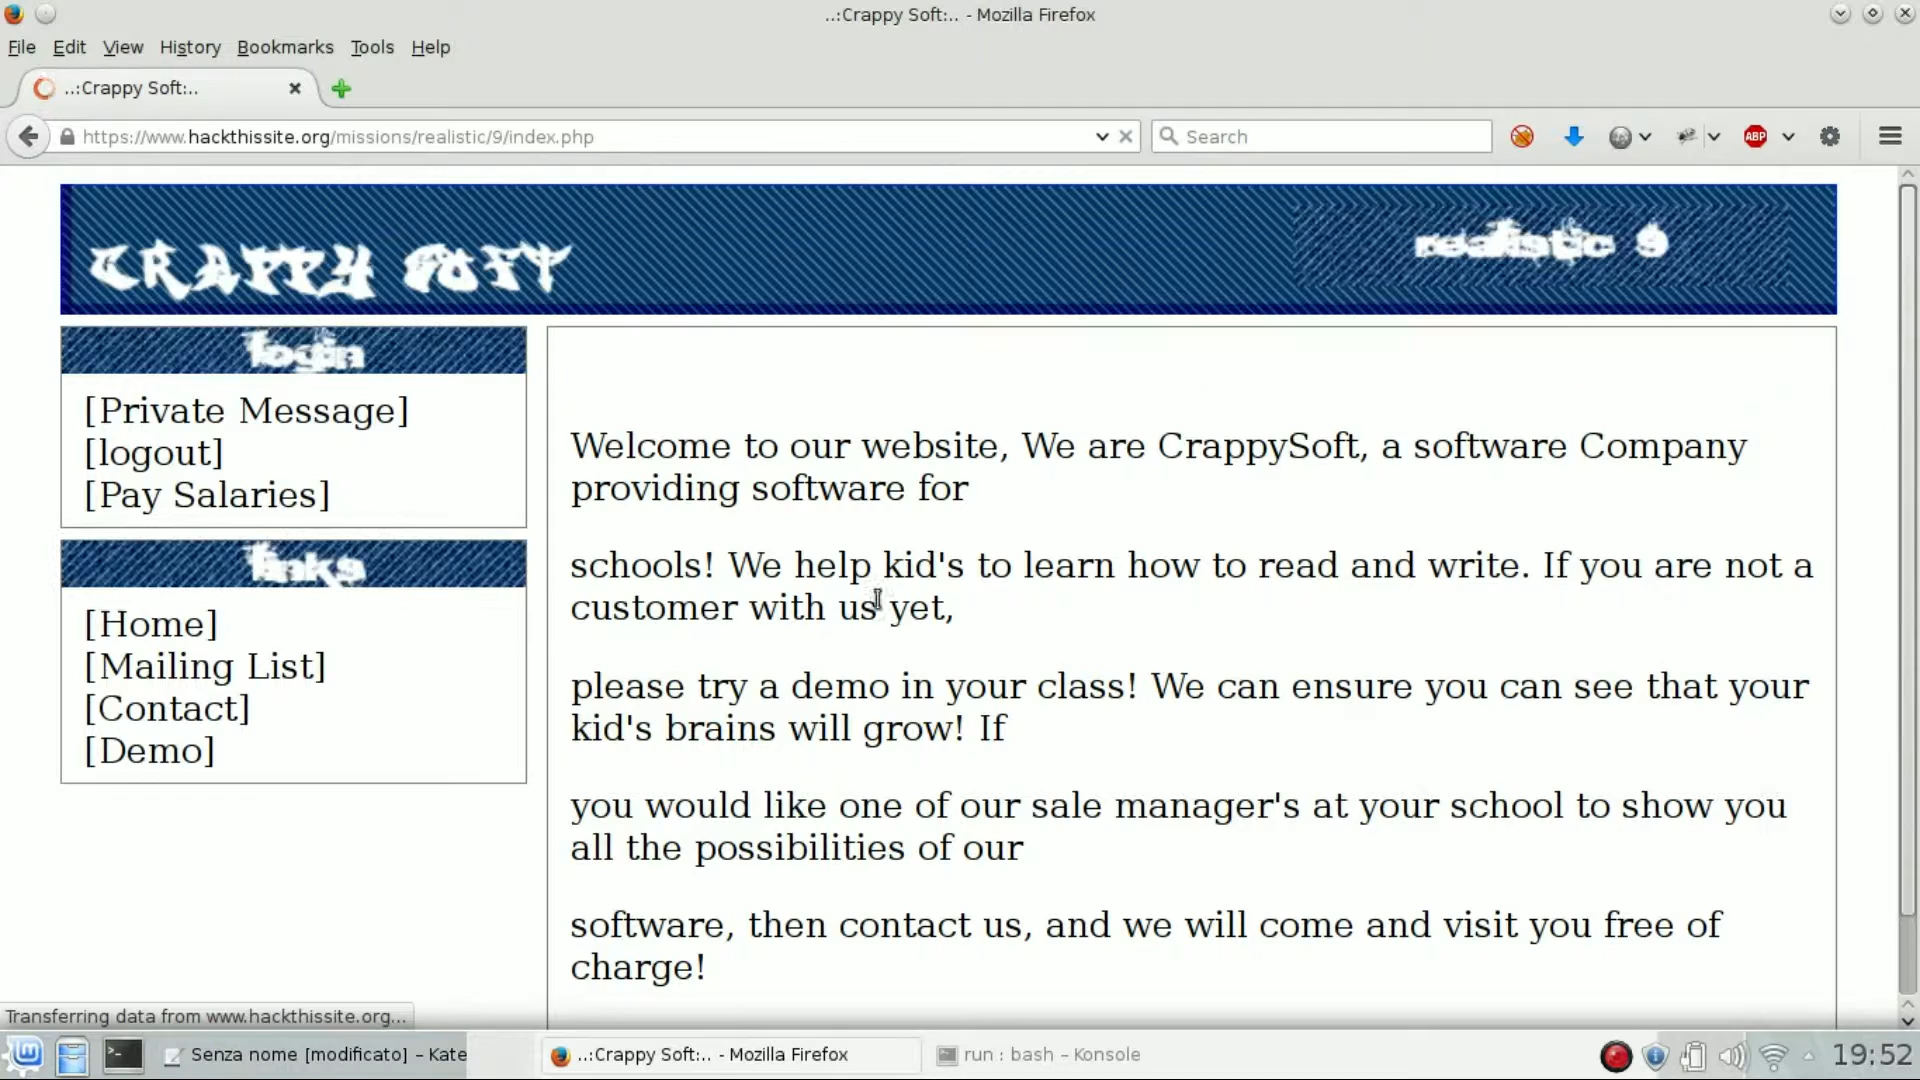 ..:Crappy Soft:.. - Mozilla Firefox
File Edit View History Bookmarks Tools Help
..:Crappy Soft:..
https://www.hackthissite.org/missions/realistic/9/index.php
Search
ABP
CRAPPY SOFT
realistic 9
login
[Private Message]
[logout]
[Pay Salaries]
links
[Home]
[Mailing List]
[Contact]
[Demo]
Welcome to our website, We are CrappySoft, a software Company
providing software for
schools! We help kid's to learn how to read and write. If you are not a
customer with us yet,
please try a demo in your class! We can ensure you can see that your
kid's brains will grow! If
you would like one of our sale manager's at your school to show you
all the possibilities of our
software, then contact us, and we will come and visit you free of
charge!
Transferring data from www.hackthissite.org...
Senza nome [modificato] – Kate
..:Crappy Soft:.. - Mozilla Firefox
run : bash – Konsole
19:52